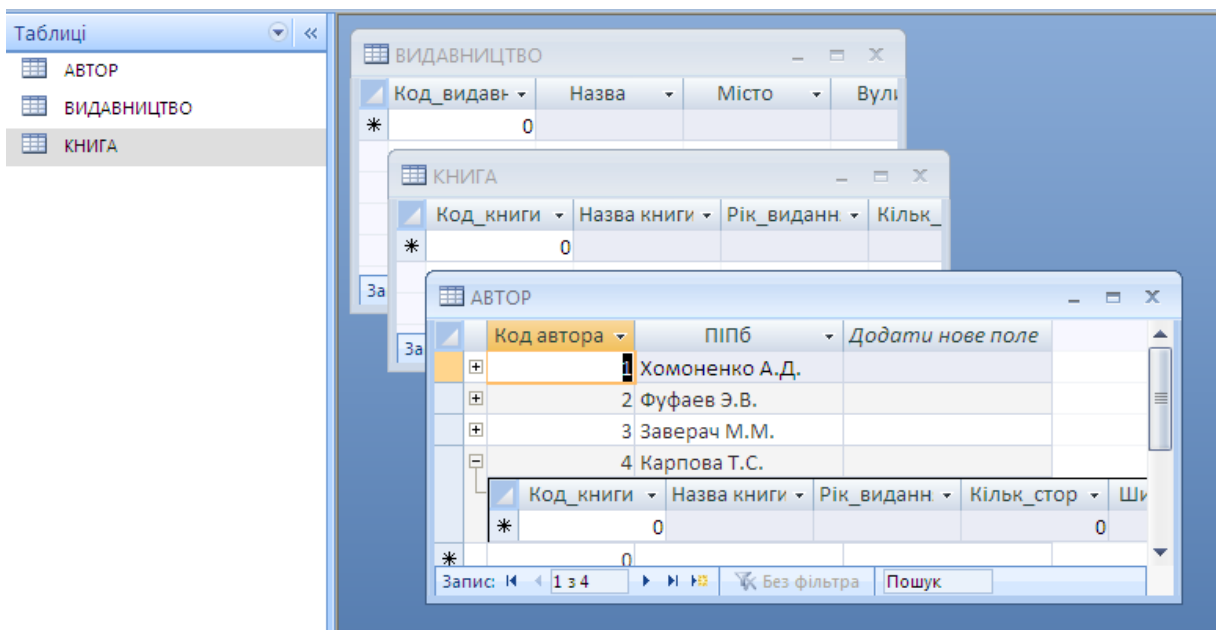 Таблиці
АВТОР
ВИДАВНИЦТВО
КНИГА
ВИДАВНИЦТВО
Код_видавн Назва Місто Вули
0
КНИГА
Код_книги Назва книги Рік_виданн Кільк_
0
За
За
АВТОР
Код автора ПІПб Додати нове поле
1 Хомоненко А.Д.
2 Фуфаев Э.В.
3 Заверач М.М.
4 Карпова Т.С.
Код_книги Назва книги Рік_виданн Кільк_стор Ши
0 0
0
Запис: 1 з 4 Без фільтра Пошук